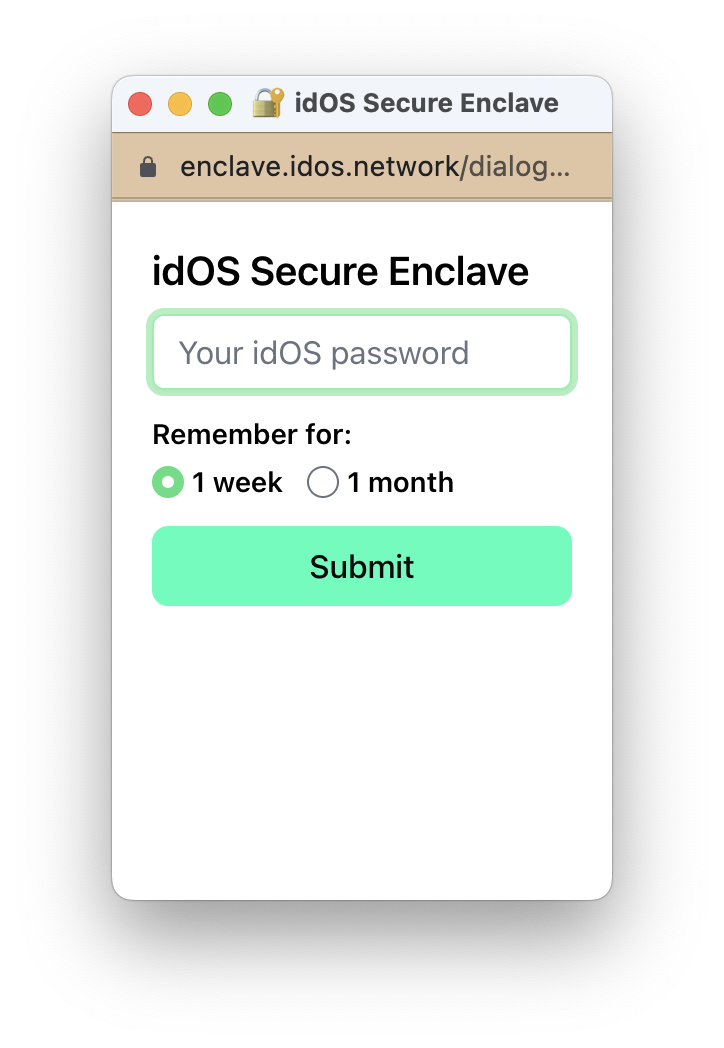 idOS Secure Enclave
enclave.idos.network/dialog...
idOS Secure Enclave
Your idOS password
Remember for:
1 week 1 month
Submit